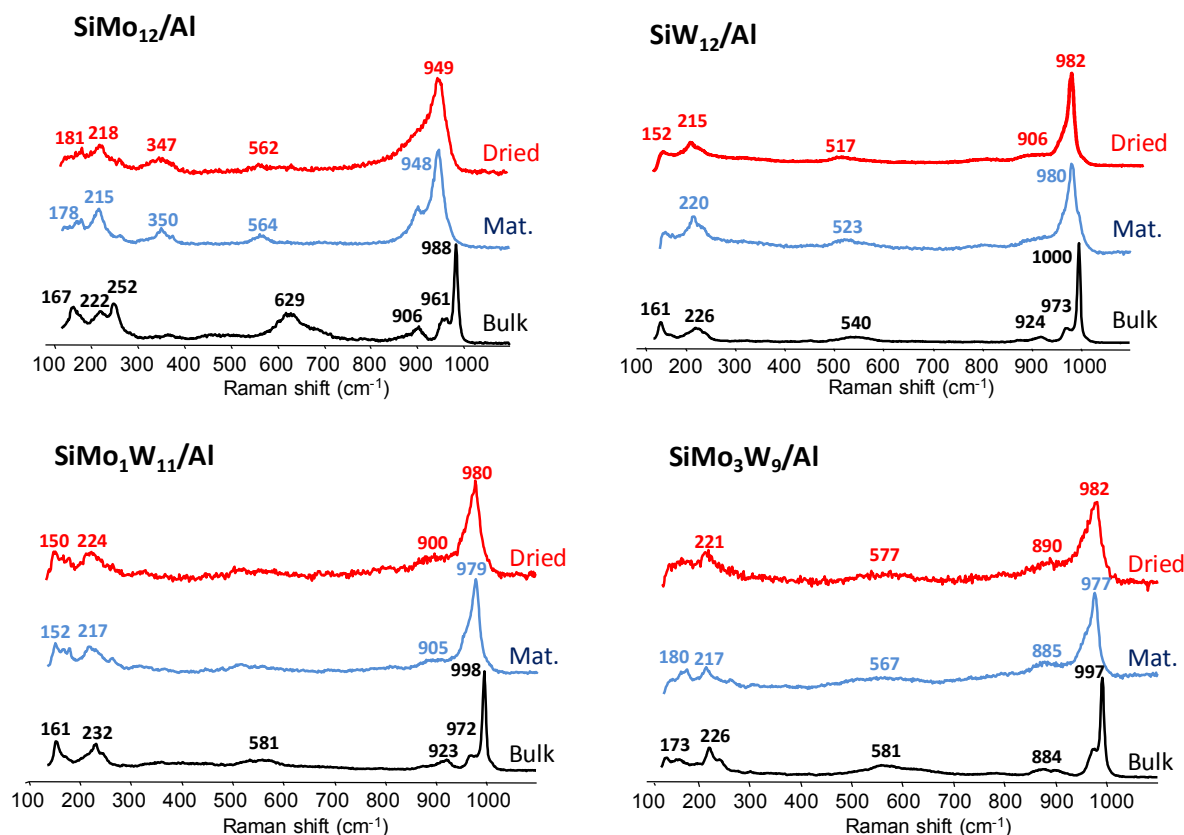 SiMo₁₂/Al
949
181 218 347 562 Dried
948
178 215 350 564 Mat.
988
167 222 252 629 906 961 Bulk
100 200 300 400 500 600 700 800 900 1000
Raman shift (cm⁻¹)
SiW₁₂/Al
982
152 215 517 906 Dried
980
220 523 Mat.
1000
161 226 540 924 973 Bulk
100 200 300 400 500 600 700 800 900 1000
Raman shift (cm⁻¹)
SiMo₁W₁₁/Al
980
150 224 900 Dried
979
152 217 905 Mat.
998
161 232 581 923 972 Bulk
100 200 300 400 500 600 700 800 900 1000
Raman shift (cm⁻¹)
SiMo₃W₉/Al
982
221 577 890 Dried
977
180 217 567 885 Mat.
997
173 226 581 884 Bulk
100 200 300 400 500 600 700 800 900 1000
Raman shift (cm⁻¹)